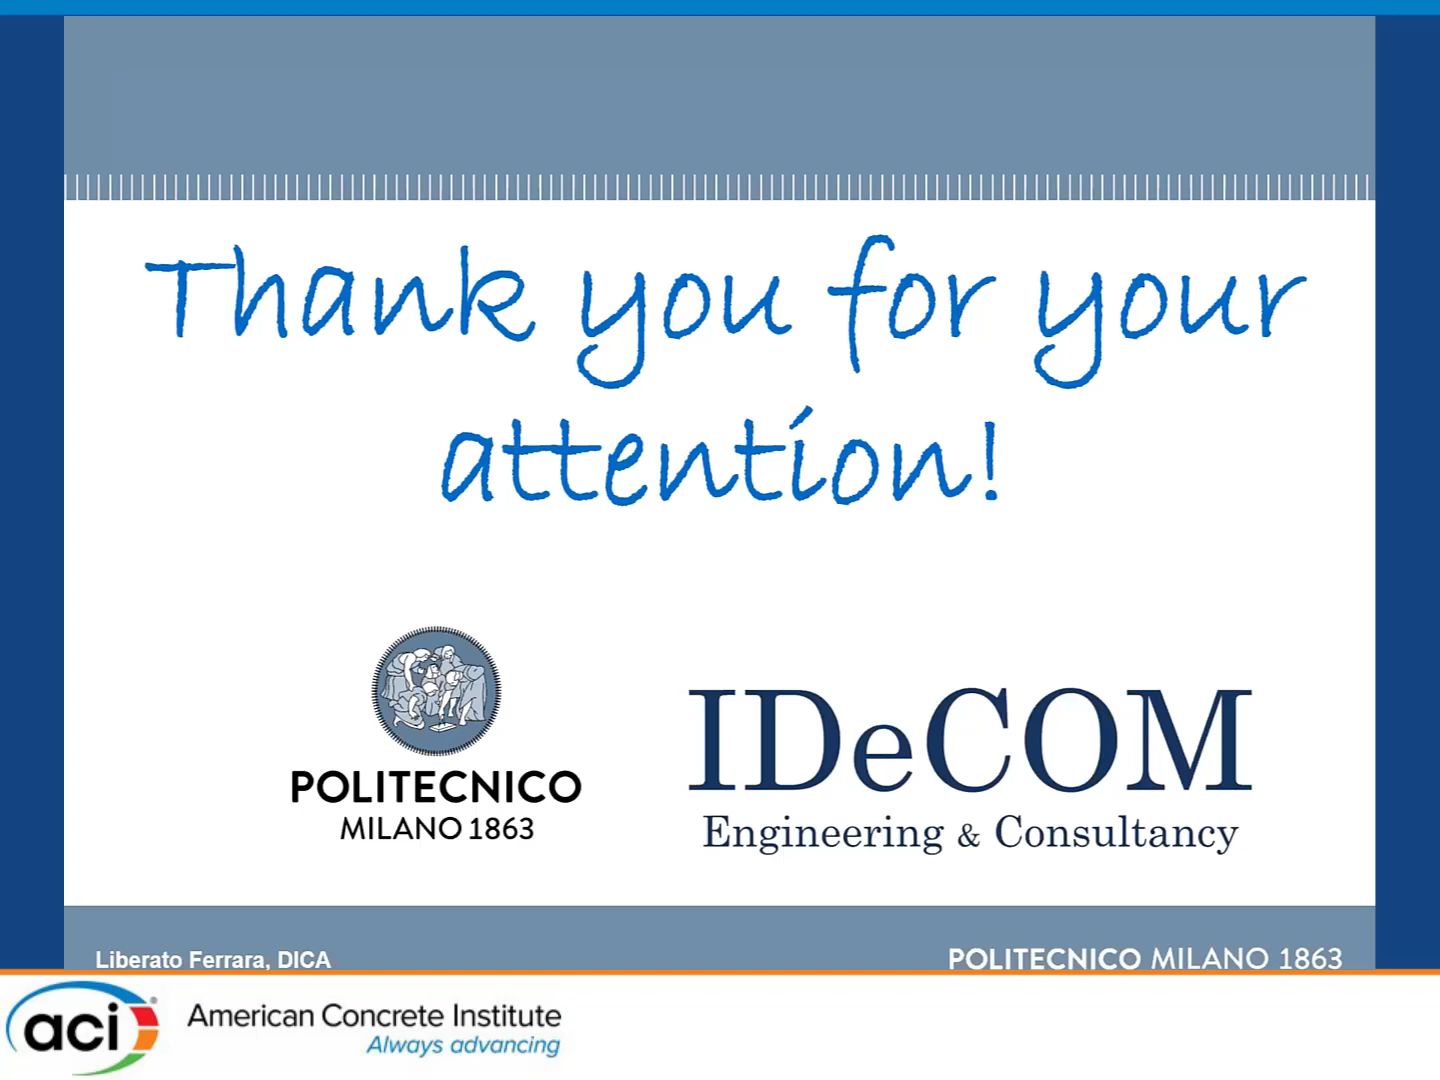 Thank you for your
attention!
POLITECNICO
MILANO 1863
IDeCOM
Engineering & Consultancy
Liberato Ferrara, DICA
POLITECNICO MILANO 1863
aci®
American Concrete Institute
Always advancing